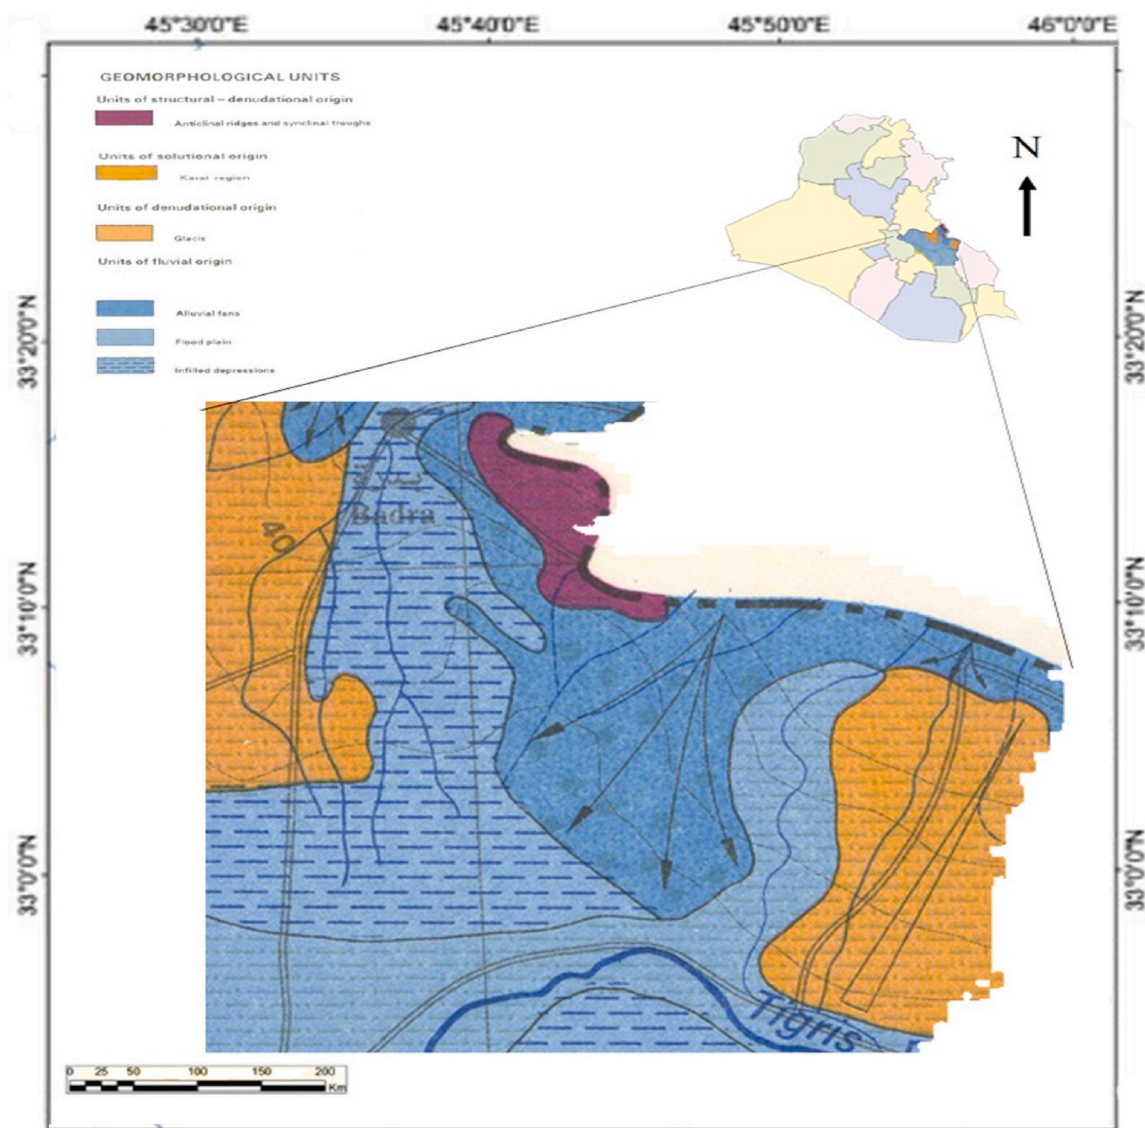 45°30'0"E 45°40'0"E 45°50'0"E 46°0'0"E
GEOMORPHOLOGICAL UNITS
Units of structural – denudational origin
Anticlinal ridges and synclinal troughs
Units of solutional origin
Karst region
Units of denudational origin
Glacis
Units of fluvial origin
Alluvial fans
Flood plain
Infilled depressions
N
33°20'0"N 33°20'0"N
بدرة
Badra
40
33°10'0"N 33°10'0"N
33°0'0"N 33°0'0"N
Tigris
0 25 50 100 150 200
Km